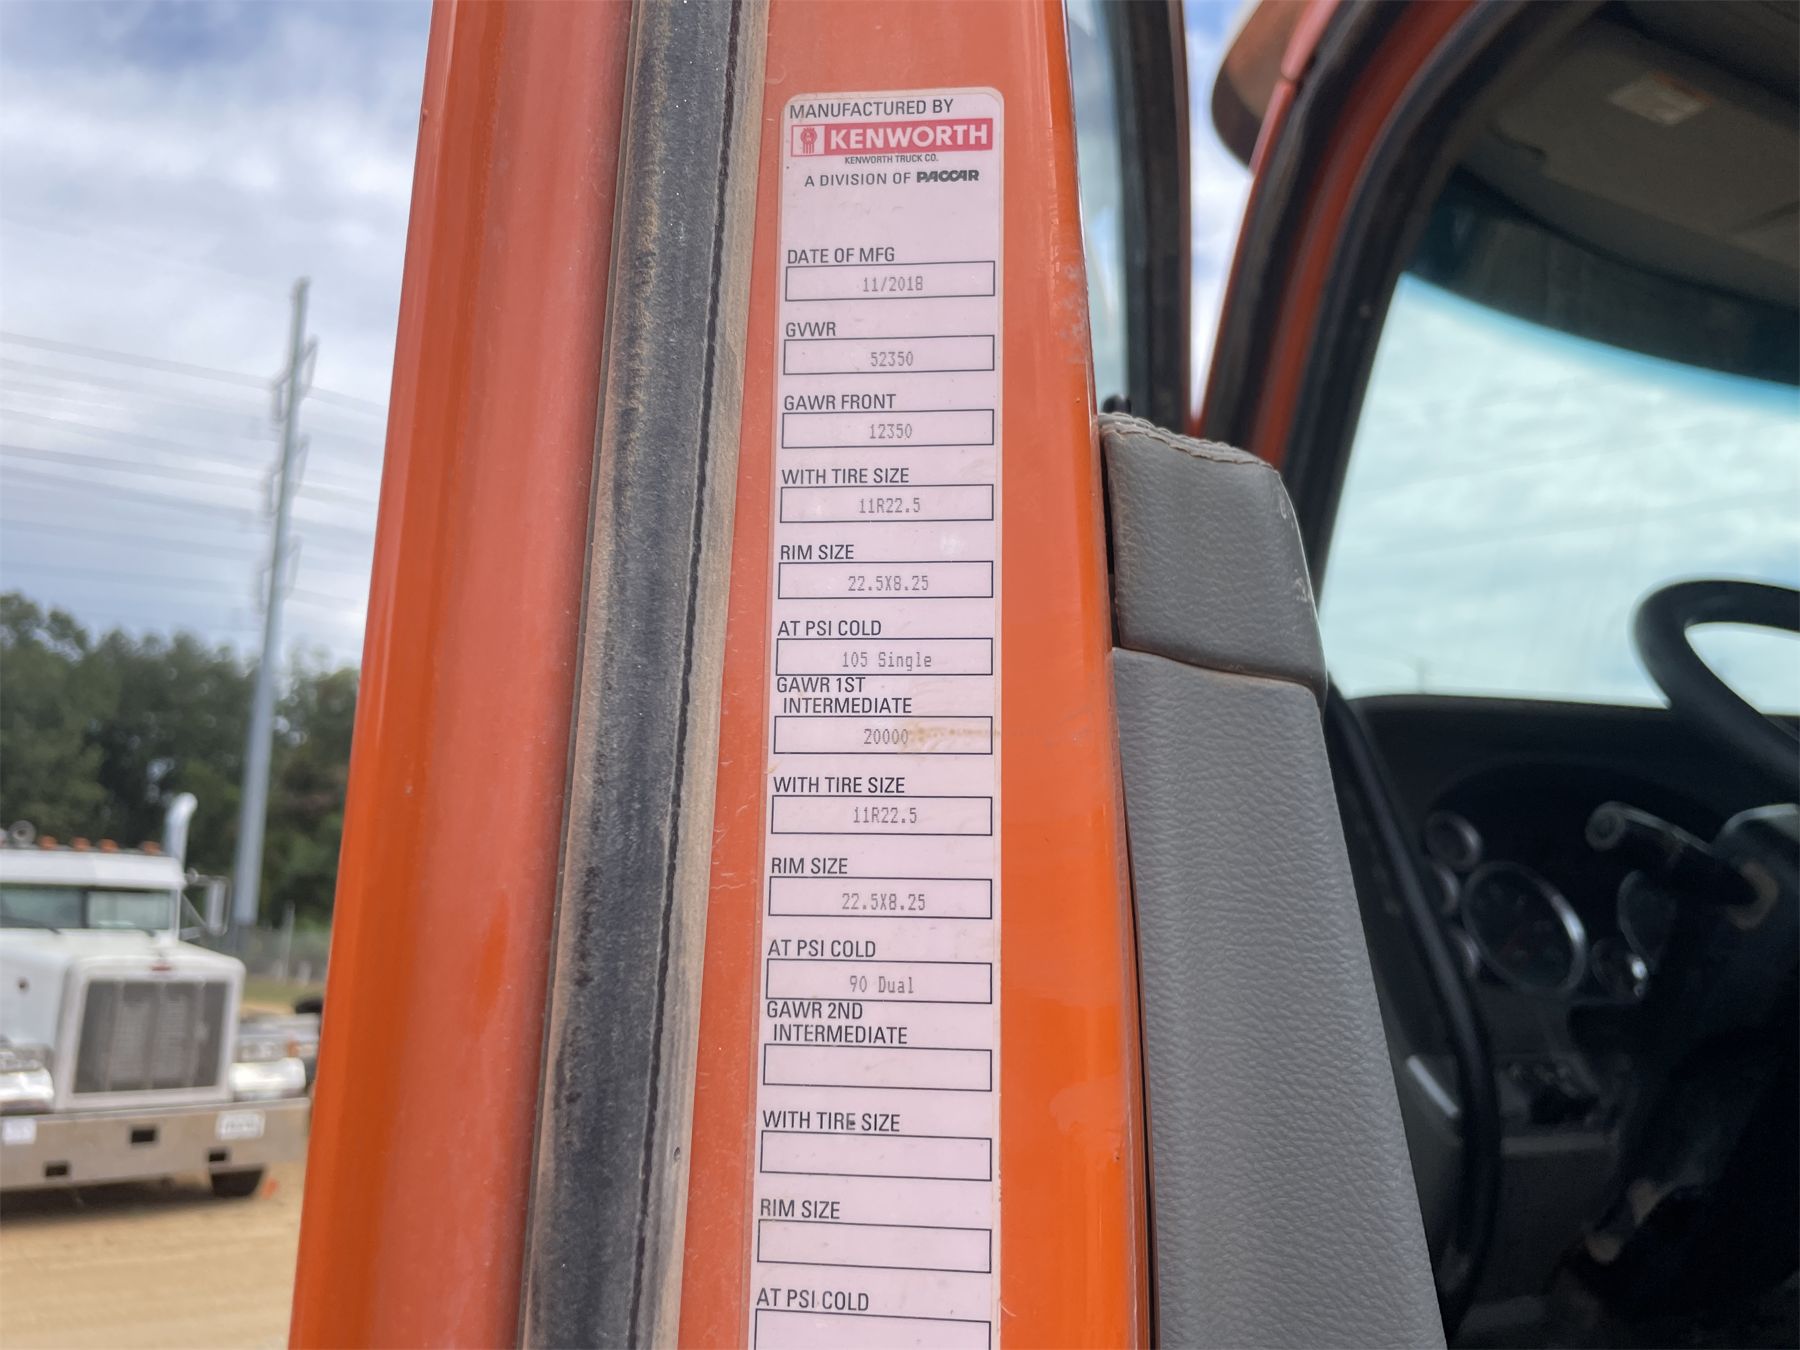 MANUFACTURED BY
KENWORTH
KENWORTH TRUCK CO.
A DIVISION OF PACCAR
DATE OF MFG
11/2018
GVWR
52350
GAWR FRONT
12350
WITH TIRE SIZE
11R22.5
RIM SIZE
22.5X8.25
AT PSI COLD
105 Single
GAWR 1ST
INTERMEDIATE
20000
WITH TIRE SIZE
11R22.5
RIM SIZE
22.5X8.25
AT PSI COLD
90 Dual
GAWR 2ND
INTERMEDIATE
WITH TIRE SIZE
RIM SIZE
AT PSI COLD